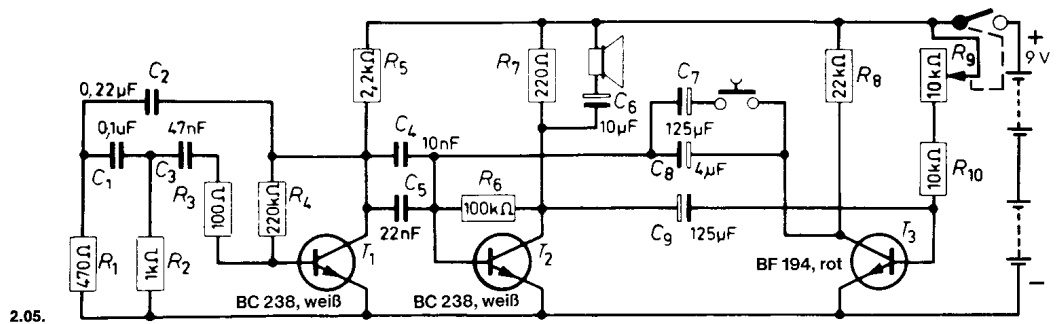 C2
0,22µF
0,1uF
C1
47nF
C3
R3
100Ω
R4
220kΩ
R1
470Ω
R2
1kΩ
R5
2,2kΩ
C4
10nF
C5
22nF
T1
BC 238, weiß
R6
100kΩ
R7
220Ω
C6
10µF
T2
BC 238, weiß
C7
125µF
C8
4µF
C9
125µF
R8
22kΩ
R9
10kΩ
R10
10kΩ
T3
BF 194, rot
+
9V
−
2.05.